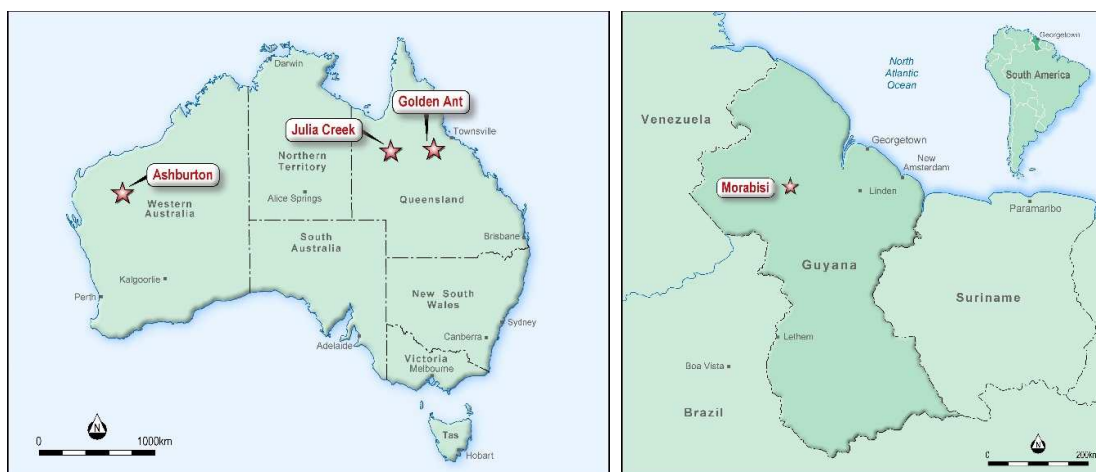 Darwin
Golden Ant
Julia Creek
Townsville
Northern
Territory
Ashburton
Western
Australia
Alice Springs
Queensland
South
Australia
Brisbane
Kalgoorlie
Perth
New South
Wales
Sydney
Canberra
Adelaide
Victoria
Melbourne
N
0
1000km
Tas
Hobart
Georgetown
North
Atlantic
Ocean
South America
Venezuela
Georgetown
New
Amsterdam
Morabisi
Linden
Paramaribo
Guyana
Suriname
Lethem
Boa Vista
Brazil
N
0
200km